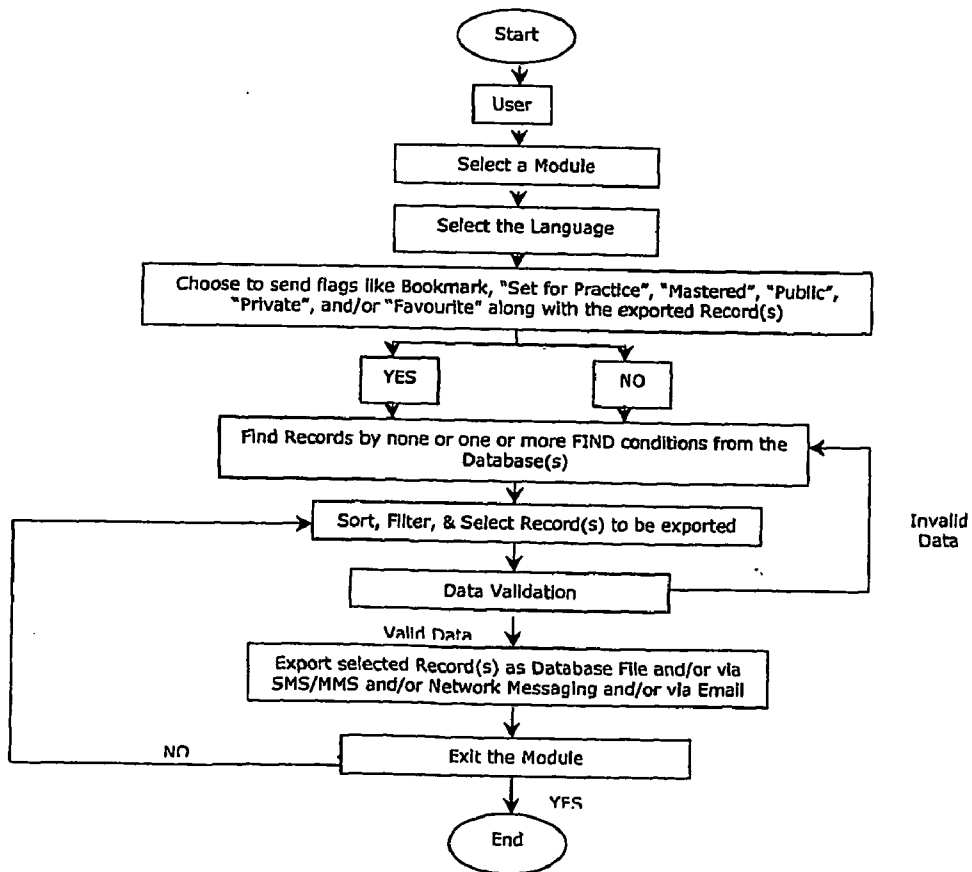 Start
User
Select a Module
Select the Language
Choose to send flags like Bookmark, "Set for Practice", "Mastered", "Public",
"Private", and/or "Favourite" along with the exported Record(s)
YES
NO
Find Records by none or one or more FIND conditions from the
Database(s)
Sort, Filter, & Select Record(s) to be exported
Invalid
Data
Data Validation
Valid Data
Export selected Record(s) as Database File and/or via
SMS/MMS and/or Network Messaging and/or via Email
NO
Exit the Module
YES
End